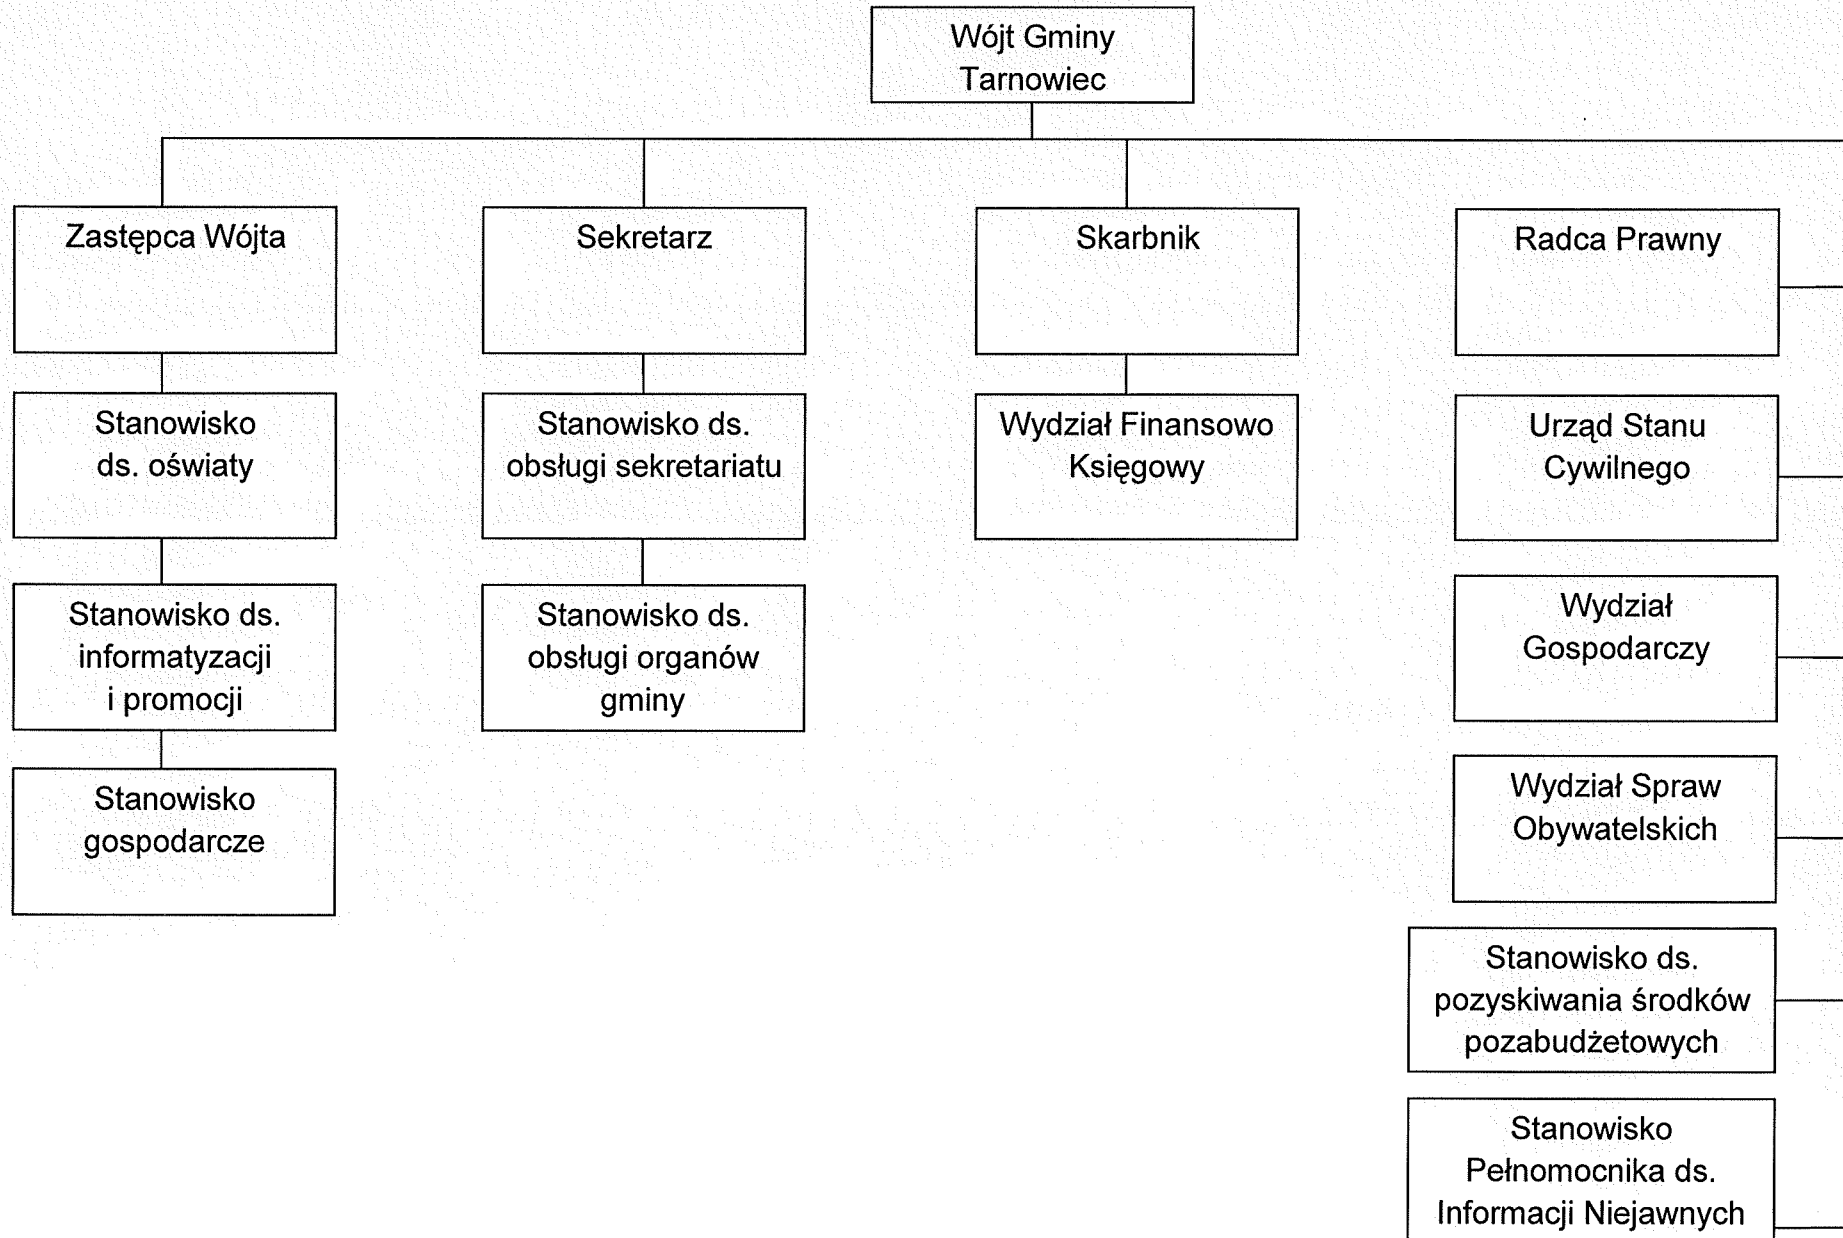 Wójt Gminy
Tarnowiec
Zastępca Wójta
Sekretarz
Skarbnik
Radca Prawny
Stanowisko
ds. oświaty
Stanowisko ds.
obsługi sekretariatu
Wydział Finansowo
Księgowy
Urząd Stanu
Cywilnego
Stanowisko ds.
informatyzacji
i promocji
Stanowisko ds.
obsługi organów
gminy
Wydział
Gospodarczy
Stanowisko
gospodarcze
Wydział Spraw
Obywatelskich
Stanowisko ds.
pozyskiwania środków
pozabudżetowych
Stanowisko
Pełnomocnika ds.
Informacji Niejawnych